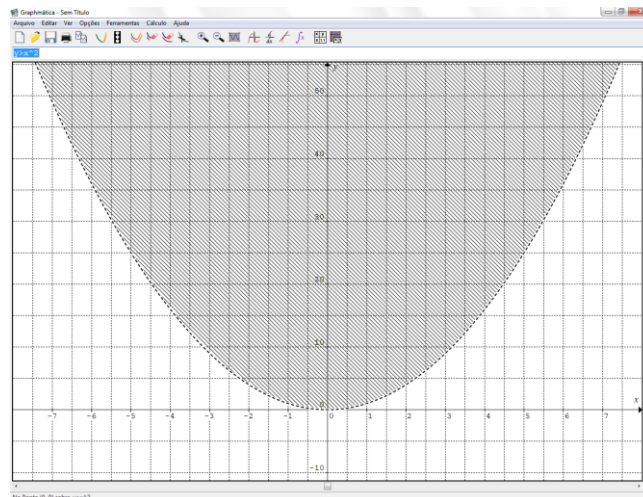 Graphmática - Sem Título
Arquivo Editar Ver Opções Ferramentas Cálculo Ajuda
y>x^2
y
50
40
30
20
10
0
-7 -6 -5 -4 -3 -2 -1 0 1 2 3 4 5 6 7 x
-10